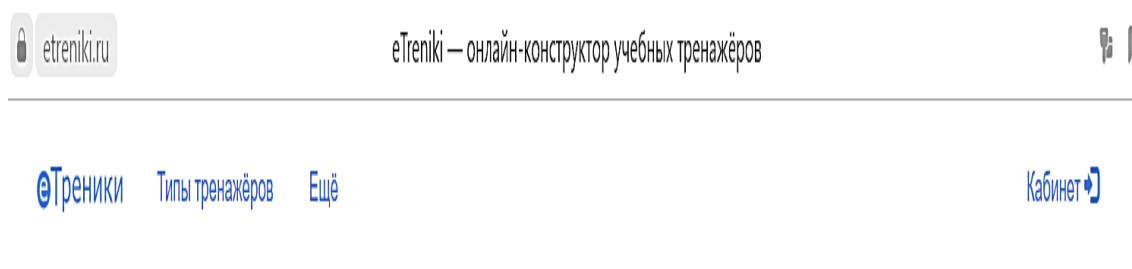 etreniki.ru eTreniki — онлайн-конструктор учебных тренажёров
еТреники Типы тренажёров Ещё Кабинет